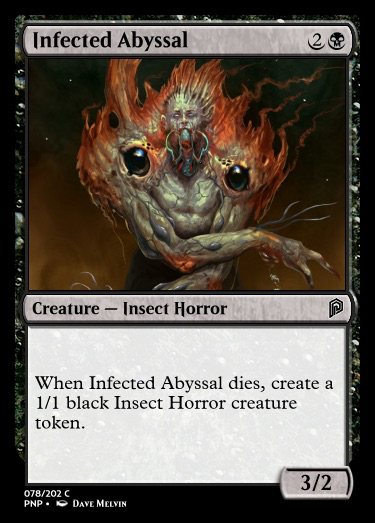 Infected Abyssal 2
Creature — Insect Horror
When Infected Abyssal dies, create a
1/1 black Insect Horror creature
token.
3/2
078/202 C
PNP • Dave Melvin